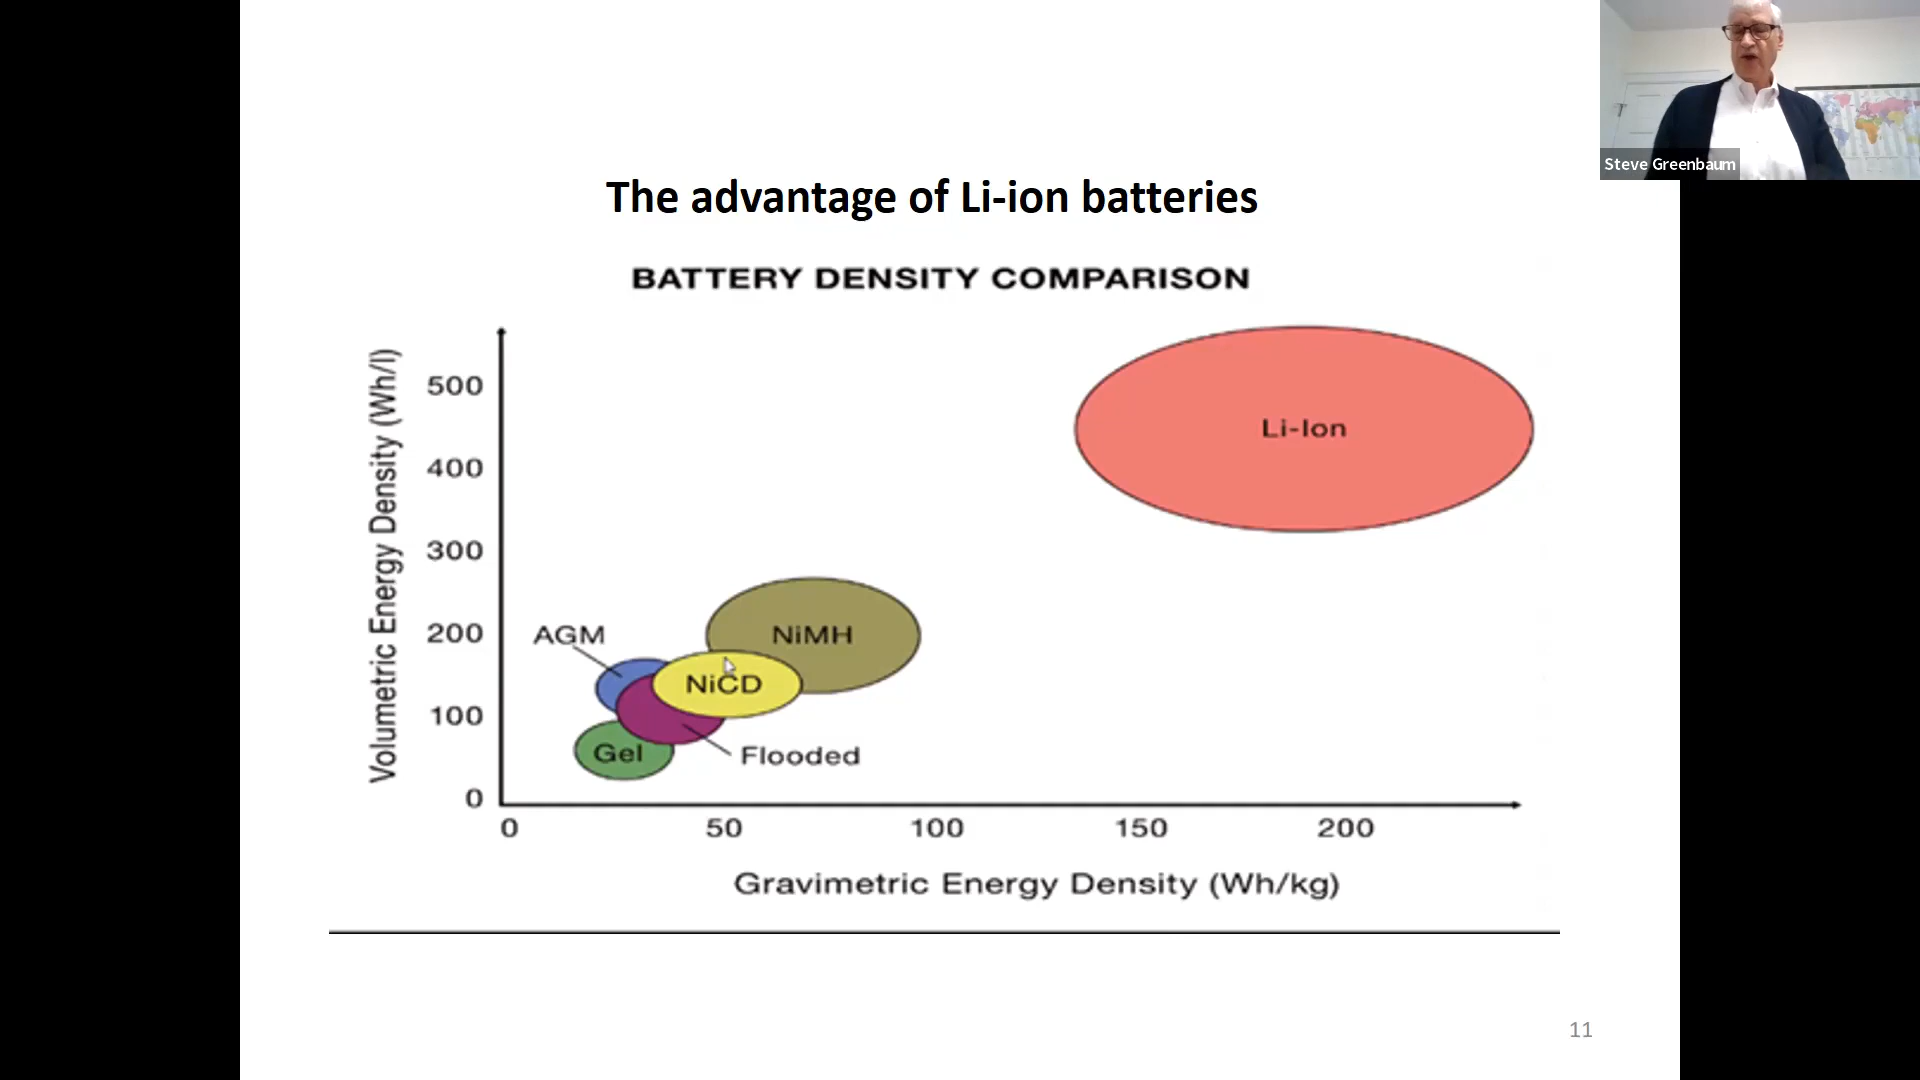 Steve Greenbaum
The advantage of Li-ion batteries
BATTERY DENSITY COMPARISON
Volumetric Energy Density (Wh/l)
500
400
300
200
100
0
Li-Ion
NiMH
AGM
NiCD
Gel
Flooded
0 50 100 150 200
Gravimetric Energy Density (Wh/kg)
11